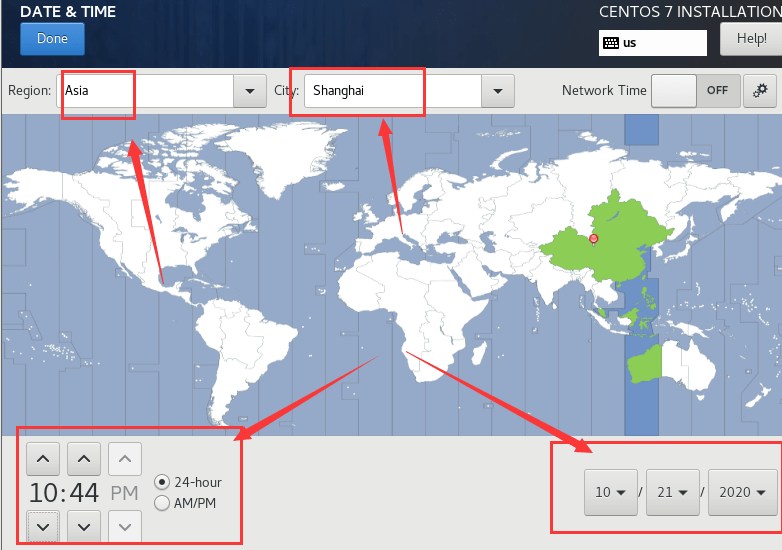 DATE & TIME
CENTOS 7 INSTALLATION
Done
us
Help!
Region: Asia City: Shanghai Network Time OFF
10:44 PM
24-hour
AM/PM
10 / 21 / 2020